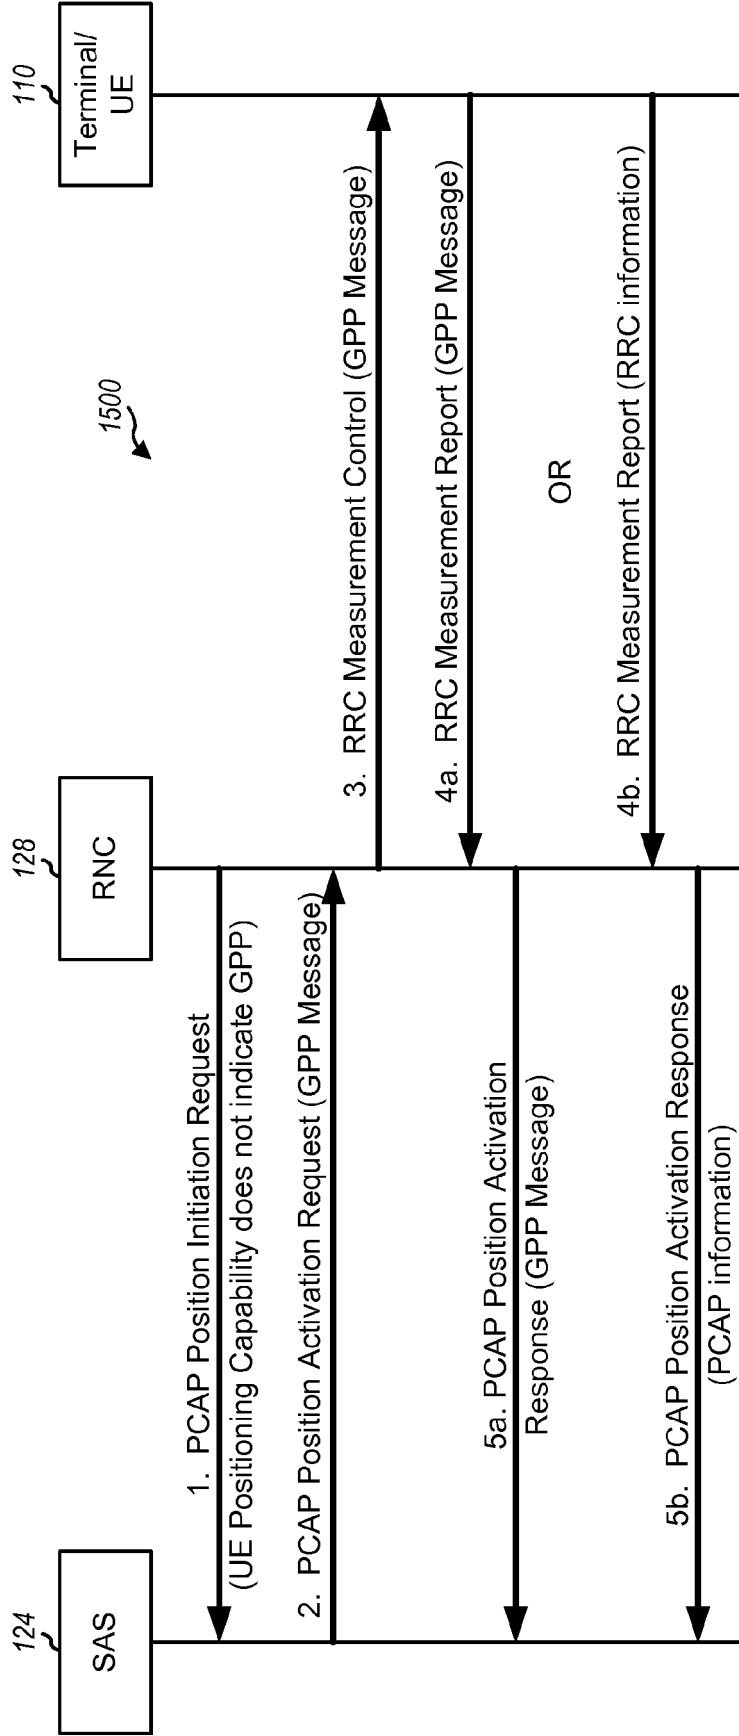 124
SAS
128
RNC
110
Terminal/
UE
1500
1. PCAP Position Initiation Request
(UE Positioning Capability does not indicate GPP)
2. PCAP Position Activation Request (GPP Message)
3. RRC Measurement Control (GPP Message)
4a. RRC Measurement Report (GPP Message)
5a. PCAP Position Activation
Response (GPP Message)
OR
4b. RRC Measurement Report (RRC information)
5b. PCAP Position Activation Response
(PCAP information)